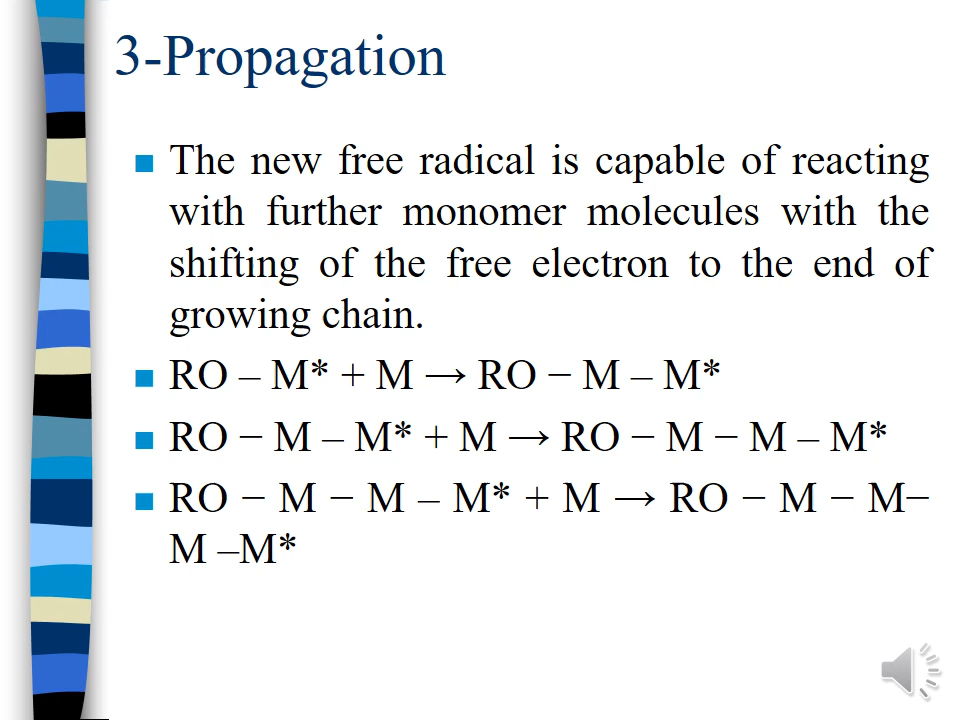 3-Propagation
The new free radical is capable of reacting
with further monomer molecules with the
shifting of the free electron to the end of
growing chain.
RO – M* + M → RO − M – M*
RO − M – M* + M → RO − M − M – M*
RO − M − M – M* + M → RO − M − M−
M –M*